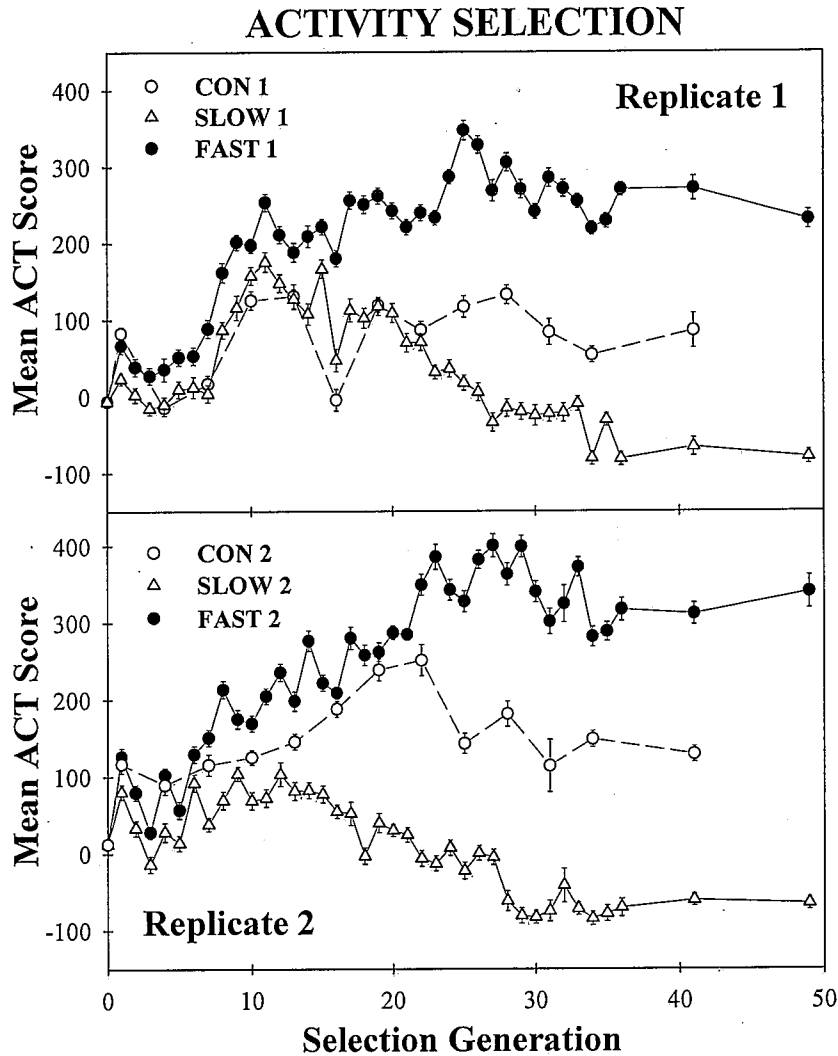 ACTIVITY SELECTION
400
300
200
100
0
-100
Mean ACT Score
CON 1
SLOW 1
FAST 1
Replicate 1
400
300
200
100
0
-100
Mean ACT Score
CON 2
SLOW 2
FAST 2
Replicate 2
0 10 20 30 40 50
Selection Generation